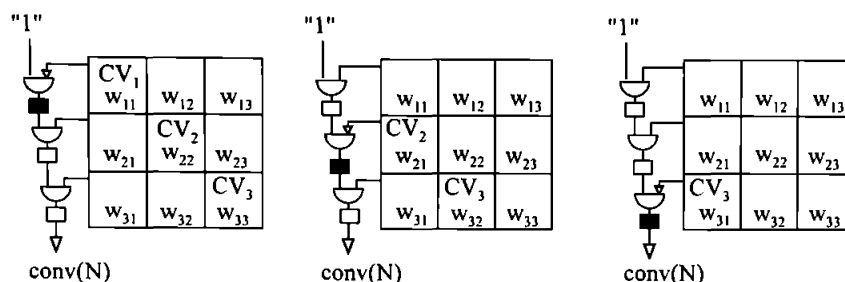 "1"
CV₁
w₁₁ w₁₂ w₁₃
CV₂
w₂₁ w₂₂ w₂₃
CV₃
w₃₁ w₃₂ w₃₃
conv(N)
"1"
w₁₁ w₁₂ w₁₃
CV₂
w₂₁ w₂₂ w₂₃
CV₃
w₃₁ w₃₂ w₃₃
conv(N)
"1"
w₁₁ w₁₂ w₁₃
w₂₁ w₂₂ w₂₃
CV₃
w₃₁ w₃₂ w₃₃
conv(N)